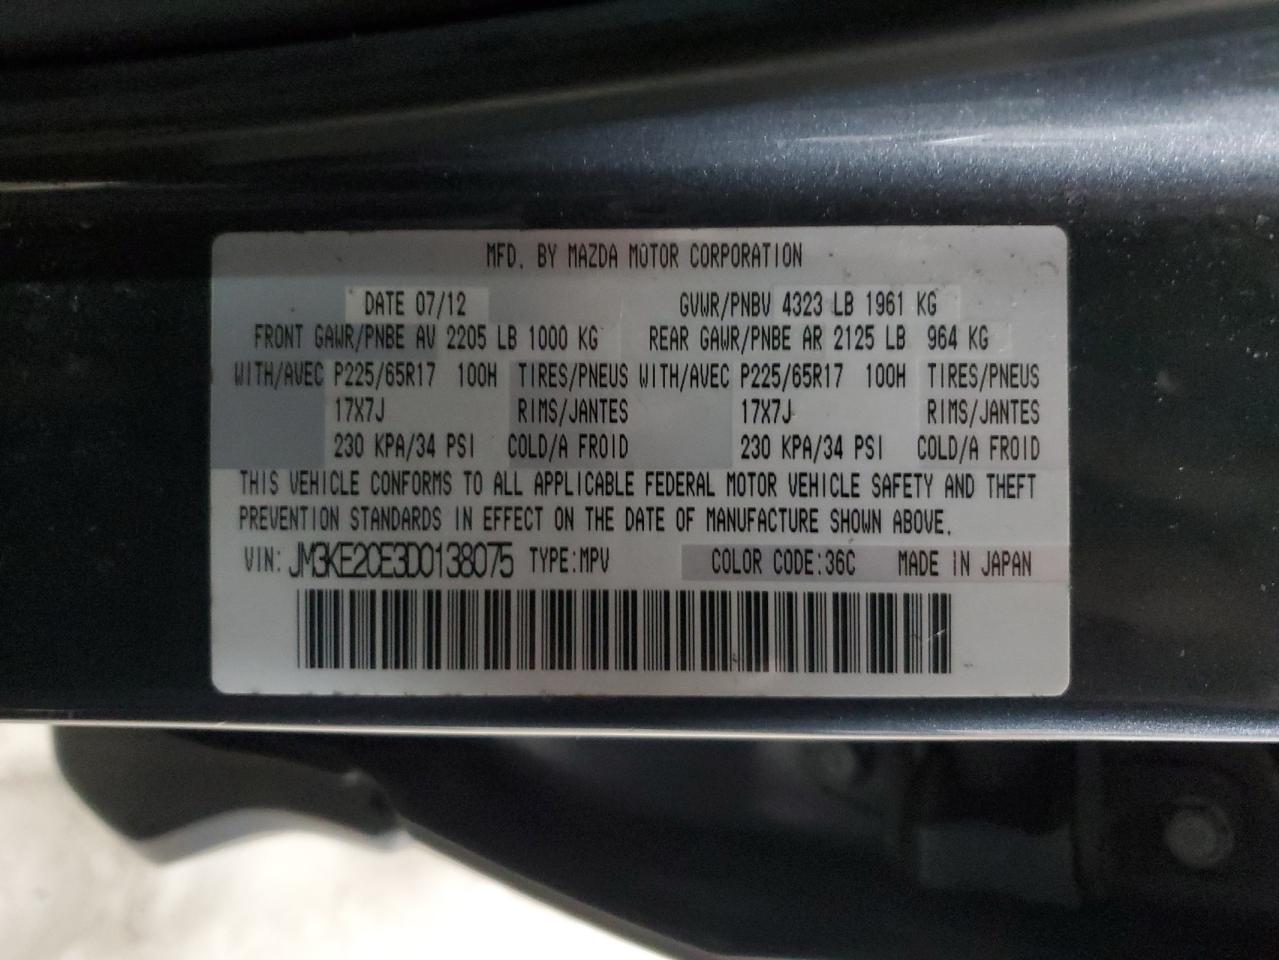 MFD. BY MAZDA MOTOR CORPORATION
DATE 07/12 GVWR/PNBV 4323 LB 1961 KG
FRONT GAWR/PNBE AV 2205 LB 1000 KG REAR GAWR/PNBE AR 2125 LB 964 KG
WITH/AVEC P225/65R17 100H TIRES/PNEUS WITH/AVEC P225/65R17 100H TIRES/PNEUS
17X7J RIMS/JANTES 17X7J RIMS/JANTES
230 KPA/34 PSI COLD/A FROID 230 KPA/34 PSI COLD/A FROID
THIS VEHICLE CONFORMS TO ALL APPLICABLE FEDERAL MOTOR VEHICLE SAFETY AND THEFT
PREVENTION STANDARDS IN EFFECT ON THE DATE OF MANUFACTURE SHOWN ABOVE.
VIN: JM3KE2CE3D0138075 TYPE:MPV COLOR CODE:36C MADE IN JAPAN